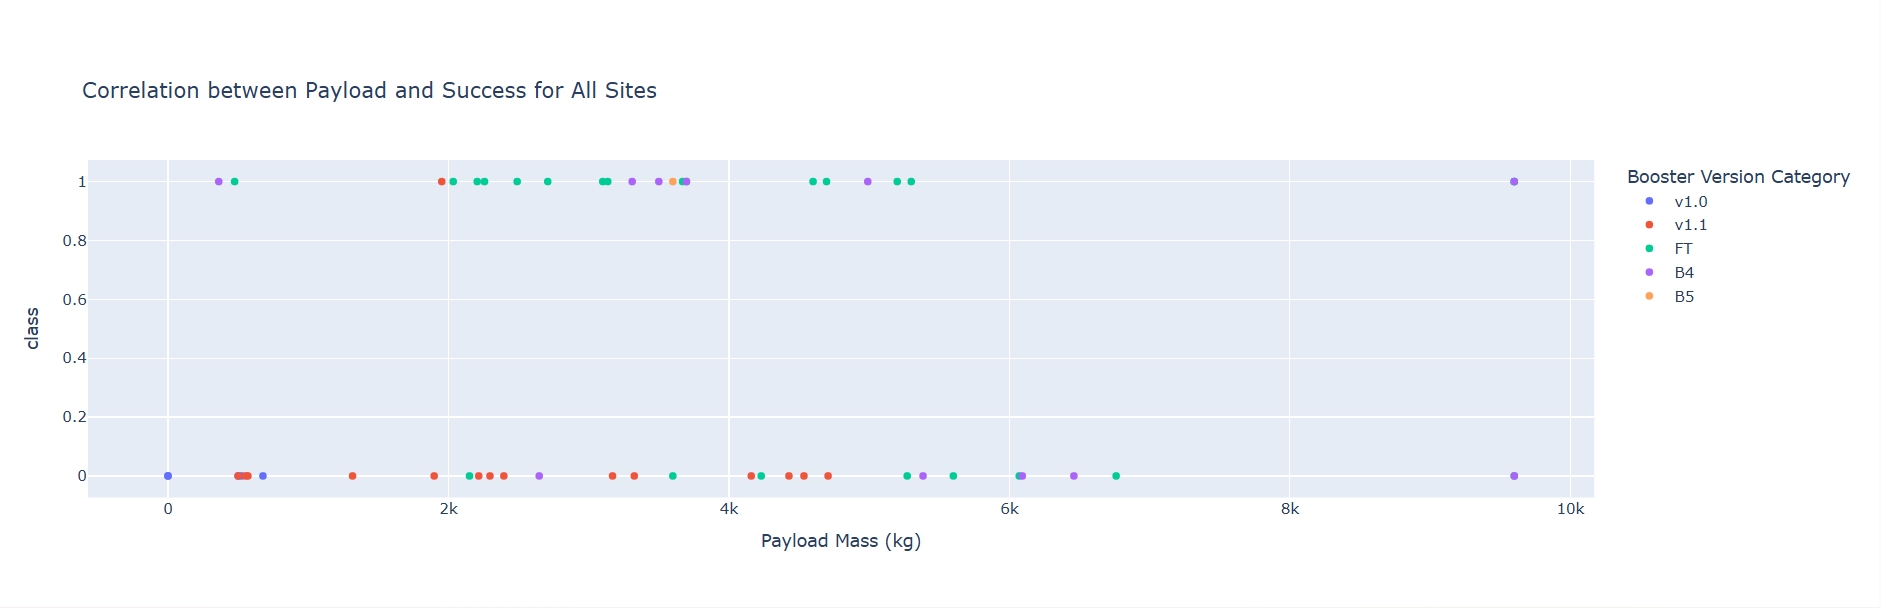 Correlation between Payload and Success for All Sites
Booster Version Category
v1.0
v1.1
FT
B4
B5
class
1
0.8
0.6
0.4
0.2
0
0 2k 4k 6k 8k 10k
Payload Mass (kg)